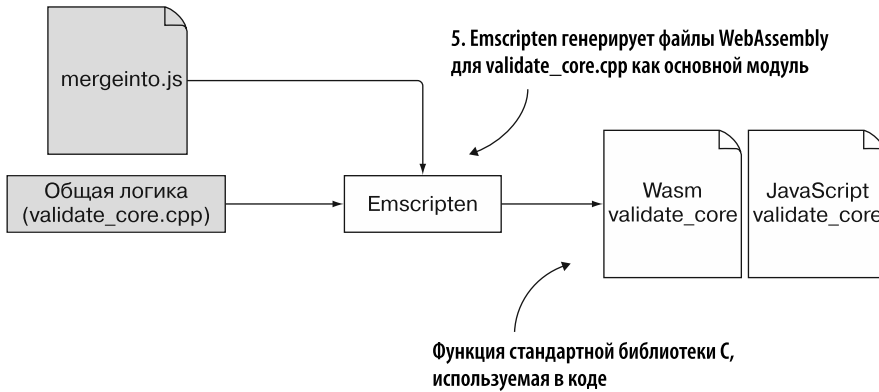 mergeinto.js
5. Emscripten генерирует файлы WebAssembly
для validate_core.cpp как основной модуль
Общая логика
(validate_core.cpp)
Emscripten
Wasm
validate_core
JavaScript
validate_core
Функция стандартной библиотеки C,
используемая в коде